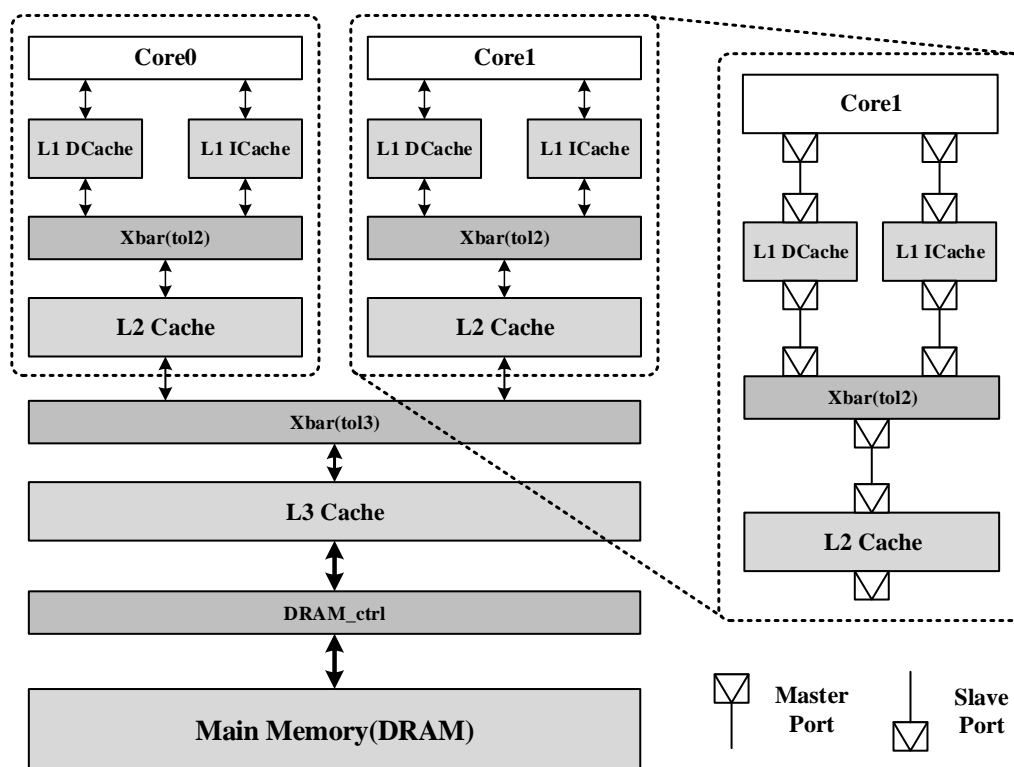 Core0
L1 DCache
L1 ICache
Xbar(tol2)
L2 Cache
Core1
L1 DCache
L1 ICache
Xbar(tol2)
L2 Cache
Xbar(tol3)
L3 Cache
DRAM_ctrl
Main Memory(DRAM)
Core1
L1 DCache
L1 ICache
Xbar(tol2)
L2 Cache
Master
Port
Slave
Port